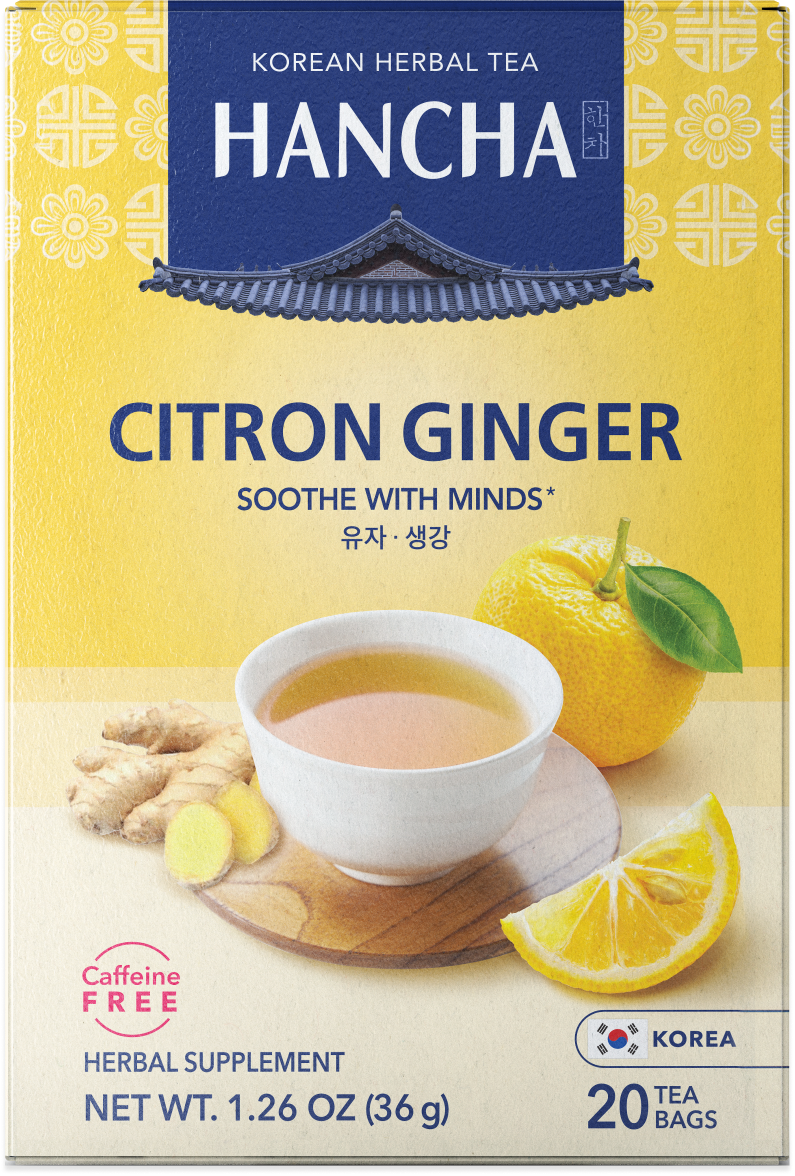 KOREAN HERBAL TEA
HANCHA
한차
CITRON GINGER
SOOTHE WITH MINDS*
유자 · 생강
Caffeine
FREE
HERBAL SUPPLEMENT
NET WT. 1.26 OZ (36 g)
KOREA
20 TEA BAGS